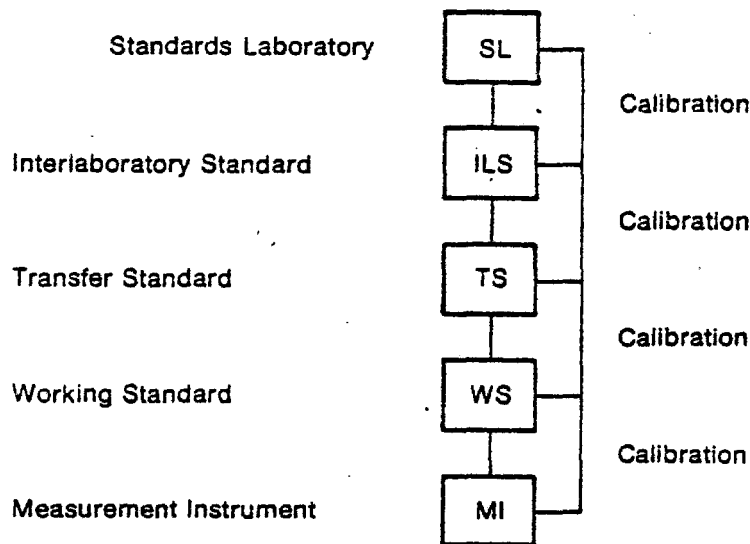 Standards Laboratory SL
Calibration
Interlaboratory Standard ILS
Calibration
Transfer Standard TS
Calibration
Working Standard WS
Calibration
Measurement Instrument MI